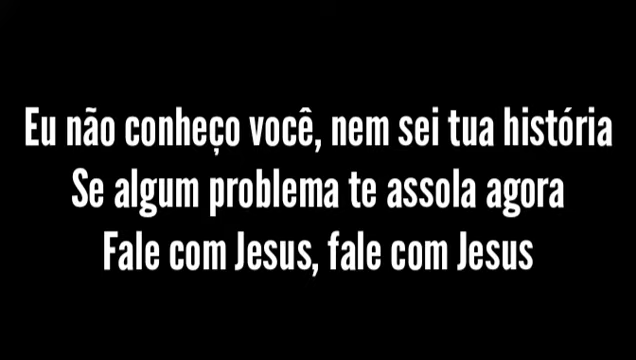 Eu não conheço você, nem sei tua história
Se algum problema te assola agora
Fale com Jesus, fale com Jesus